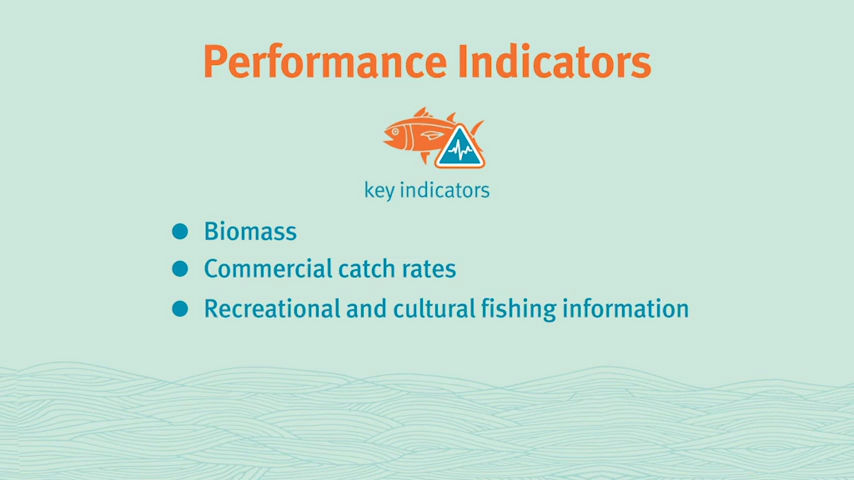 Performance Indicators
key indicators
Biomass
Commercial catch rates
Recreational and cultural fishing information